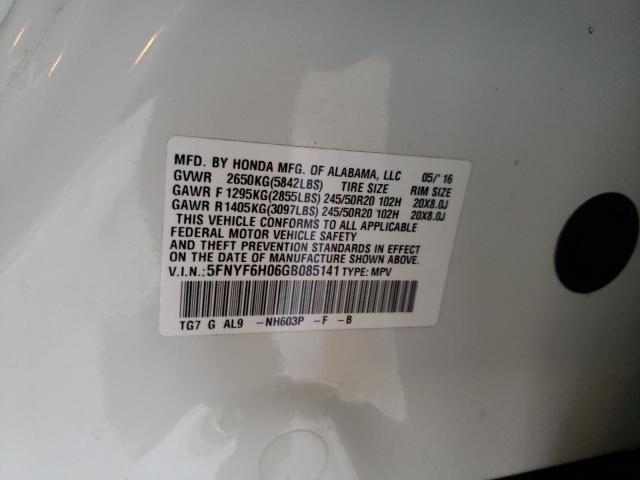 MFD. BY HONDA MFG. OF ALABAMA, LLC 05/'16
GVWR 2650KG(5842LBS) TIRE SIZE RIM SIZE
GAWR F 1295KG(2855LBS) 245/50R20 102H 20X8.0J
GAWR R 1405KG(3097LBS) 245/50R20 102H 20X8.0J
THIS VEHICLE CONFORMS TO ALL APPLICABLE
FEDERAL MOTOR VEHICLE SAFETY
AND THEFT PREVENTION STANDARDS IN EFFECT
ON THE DATE OF MANUFACTURE SHOWN ABOVE.
V.I.N.: 5FNYF6H06GB085141 TYPE: MPV
TG7 G AL9 -NH603P -F -B